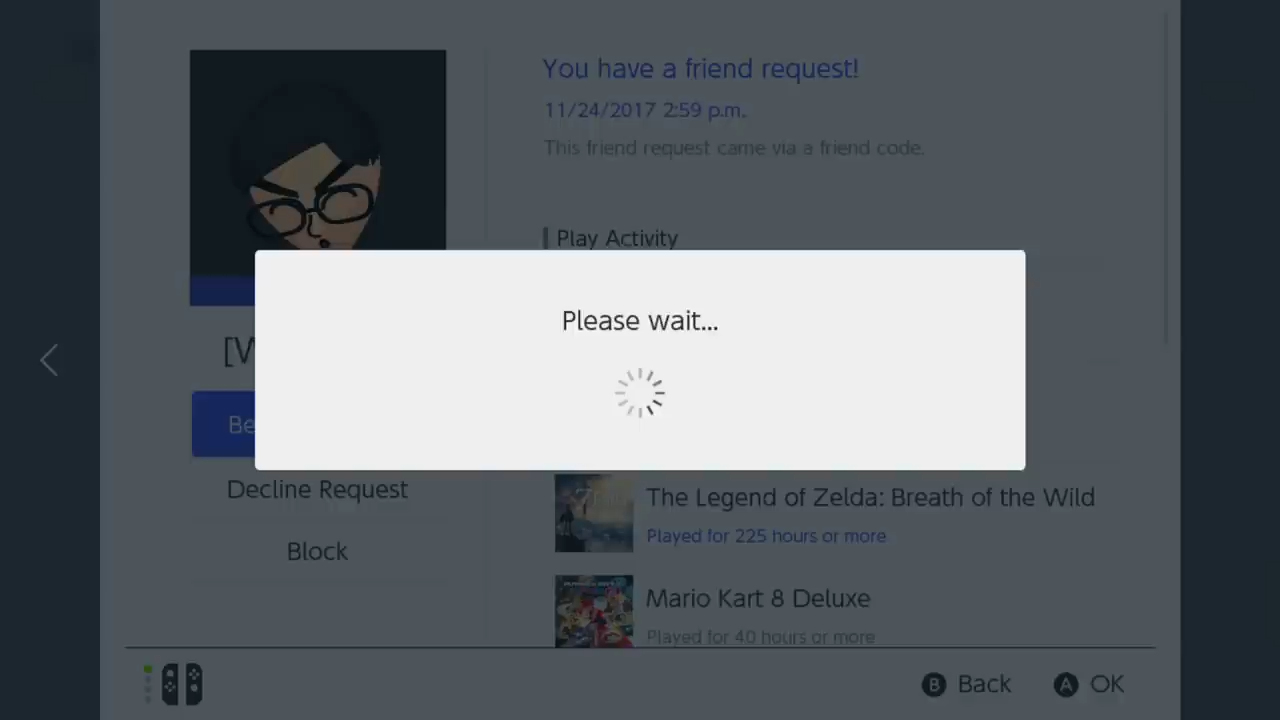 You have a friend request!
11/24/2017 2:59 p.m.
This friend request came via a friend code.
Play Activity
Please wait...
Decline Request
Block
The Legend of Zelda: Breath of the Wild
Played for 225 hours or more
Mario Kart 8 Deluxe
Played for 40 hours or more
B Back
A OK